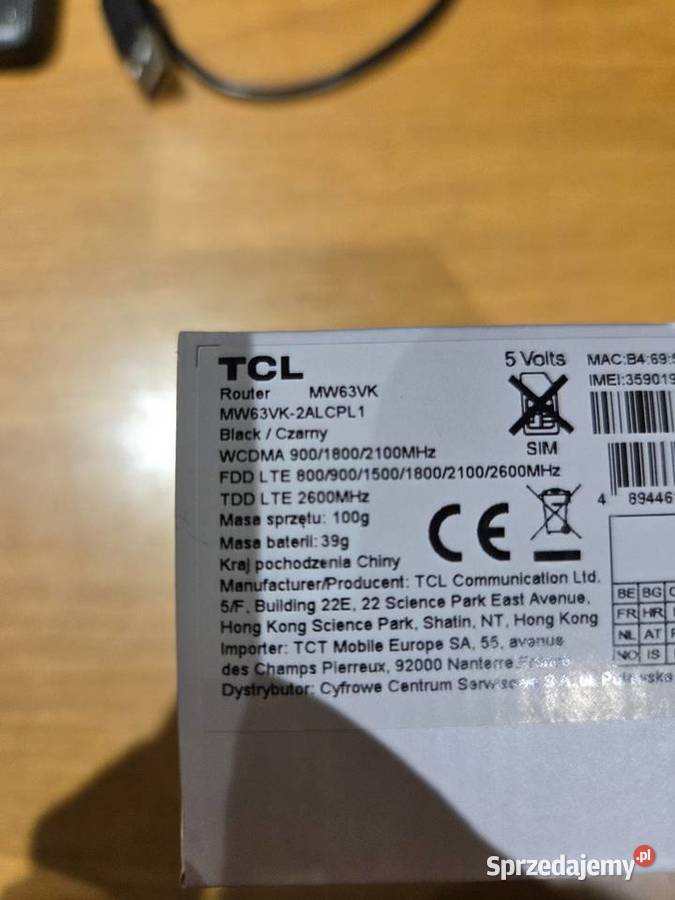 TCL
Router MW63VK
MW63VK-2ALCPL1
Black / Czarny
WCDMA 900/1800/2100MHz
FDD LTE 800/900/1500/1800/2100/2600MHz
TDD LTE 2600MHz
Masa sprzętu: 100g
Masa baterii: 39g
Kraj pochodzenia Chiny
Manufacturer/Producent: TCL Communication Ltd.
5/F, Building 22E, 22 Science Park East Avenue,
Hong Kong Science Park, Shatin, NT, Hong Kong
Importer: TCT Mobile Europe SA, 55, avenue
des Champs Pierreux, 92000 Nanterre,
Dystrybutor: Cyfrowe Centrum
5 Volts
SIM
CE
MAC:B4:69:
IMEI:359019
4 89446
BE BG
FR HR
NL AT
NO IS
Sprzedajemy.pl